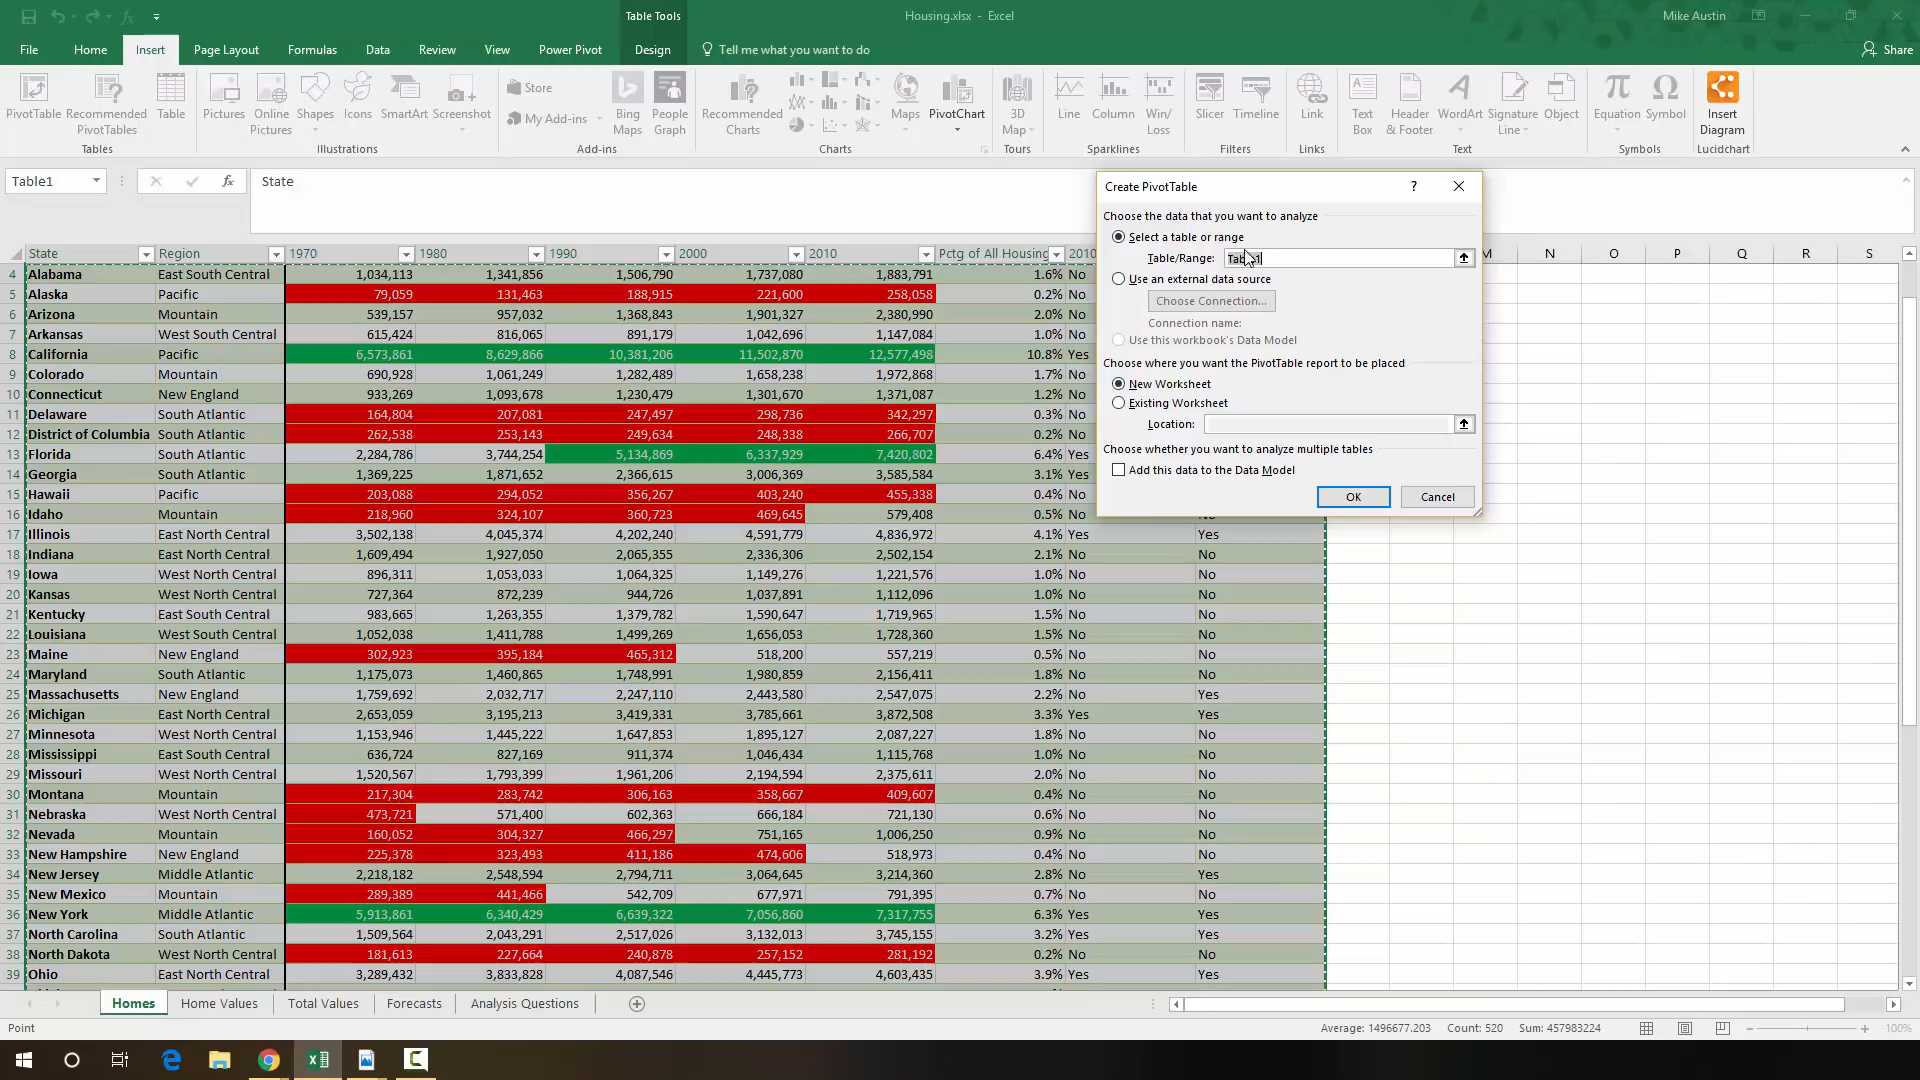 Table Tools
Housing.xlsx - Excel
Mike Austin
File Home Insert Page Layout Formulas Data Review View Power Pivot Design Tell me what you want to do Share
PivotTable Recommended PivotTables Table Pictures Online Pictures Shapes Icons SmartArt Screenshot Store My Add-ins Bing Maps People Graph Recommended Charts Maps PivotChart 3D Map Line Column Win/Loss Slicer Timeline Link Text Box Header & Footer WordArt Signature Line Object Equation Symbol Insert Diagram
Tables Illustrations Add-ins Charts Tours Sparklines Filters Links Text Symbols Lucidchart
Table1 fx State
State Region 1970 1980 1990 2000 2010 Pctg of All Housing 2010 M N O P Q R S
4 Alabama East South Central 1,034,113 1,341,856 1,506,790 1,737,080 1,883,791 1.6% No
5 Alaska Pacific 79,059 131,463 188,915 221,600 258,058 0.2% No
6 Arizona Mountain 539,157 957,032 1,368,843 1,901,327 2,380,990 2.0% No
7 Arkansas West South Central 615,424 816,065 891,179 1,042,696 1,147,084 1.0% No
8 California Pacific 6,573,861 8,629,866 10,381,206 11,502,870 12,577,498 10.8% Yes
9 Colorado Mountain 690,928 1,061,249 1,282,489 1,658,238 1,972,868 1.7% No
10 Connecticut New England 933,269 1,093,678 1,230,479 1,301,670 1,371,087 1.2% No
11 Delaware South Atlantic 164,804 207,081 247,497 298,736 342,297 0.3% No
12 District of Columbia South Atlantic 262,538 253,143 249,634 248,338 266,707 0.2% No
13 Florida South Atlantic 2,284,786 3,744,254 5,134,869 6,337,929 7,420,802 6.4% Yes
14 Georgia South Atlantic 1,369,225 1,871,652 2,366,615 3,006,369 3,585,584 3.1% Yes
15 Hawaii Pacific 203,088 294,052 356,267 403,240 455,338 0.4% No
16 Idaho Mountain 218,960 324,107 360,723 469,645 579,408 0.5% No No
17 Illinois East North Central 3,502,138 4,045,374 4,202,240 4,591,779 4,836,972 4.1% Yes Yes
18 Indiana East North Central 1,609,494 1,927,050 2,065,355 2,336,306 2,502,154 2.1% No No
19 Iowa West North Central 896,311 1,053,033 1,064,325 1,149,276 1,221,576 1.0% No No
20 Kansas West North Central 727,364 872,239 944,726 1,037,891 1,112,096 1.0% No No
21 Kentucky East South Central 983,665 1,263,355 1,379,782 1,590,647 1,719,965 1.5% No No
22 Louisiana West South Central 1,052,038 1,411,788 1,499,269 1,656,053 1,728,360 1.5% No No
23 Maine New England 302,923 395,184 465,312 518,200 557,219 0.5% No No
24 Maryland South Atlantic 1,175,073 1,460,865 1,748,991 1,980,859 2,156,411 1.8% No No
25 Massachusetts New England 1,759,692 2,032,717 2,247,110 2,443,580 2,547,075 2.2% No Yes
26 Michigan East North Central 2,653,059 3,195,213 3,419,331 3,785,661 3,872,508 3.3% Yes Yes
27 Minnesota West North Central 1,153,946 1,445,222 1,647,853 1,895,127 2,087,227 1.8% No No
28 Mississippi East South Central 636,724 827,169 911,374 1,046,434 1,115,768 1.0% No No
29 Missouri West North Central 1,520,567 1,793,399 1,961,206 2,194,594 2,375,611 2.0% No No
30 Montana Mountain 217,304 283,742 306,163 358,667 409,607 0.4% No No
31 Nebraska West North Central 473,721 571,400 602,363 666,184 721,130 0.6% No No
32 Nevada Mountain 160,052 304,327 466,297 751,165 1,006,250 0.9% No No
33 New Hampshire New England 225,378 323,493 411,186 474,606 518,973 0.4% No No
34 New Jersey Middle Atlantic 2,218,182 2,548,594 2,794,711 3,064,645 3,214,360 2.8% No Yes
35 New Mexico Mountain 289,389 441,466 542,709 677,971 791,395 0.7% No No
36 New York Middle Atlantic 5,913,861 6,340,429 6,639,322 7,056,860 7,317,755 6.3% Yes Yes
37 North Carolina South Atlantic 1,509,564 2,043,291 2,517,026 3,132,013 3,745,155 3.2% Yes Yes
38 North Dakota West North Central 181,613 227,664 240,878 257,152 281,192 0.2% No No
39 Ohio East North Central 3,289,432 3,833,828 4,087,546 4,445,773 4,603,435 3.9% Yes Yes
Create PivotTable ?
Choose the data that you want to analyze
Select a table or range
Table/Range:
Use an external data source
Choose Connection...
Connection name:
Use this workbook's Data Model
Choose where you want the PivotTable report to be placed
New Worksheet
Existing Worksheet
Location:
Choose whether you want to analyze multiple tables
Add this data to the Data Model
OK Cancel
Homes Home Values Total Values Forecasts Analysis Questions
Point Average: 1496677.203 Count: 520 Sum: 457983224 100%